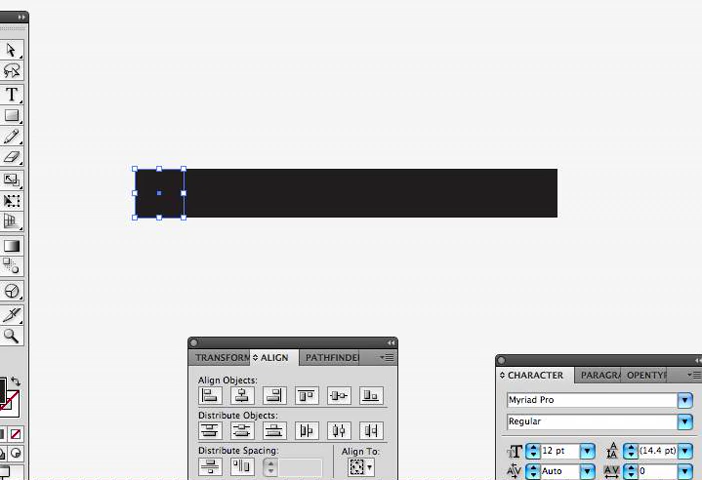 T
TRANSFORM
ALIGN
PATHFINDE
Align Objects:
Distribute Objects:
Distribute Spacing:
Align To:
CHARACTER
PARAGRA
OPENTYP
Myriad Pro
Regular
12 pt
(14.4 pt)
Auto
0